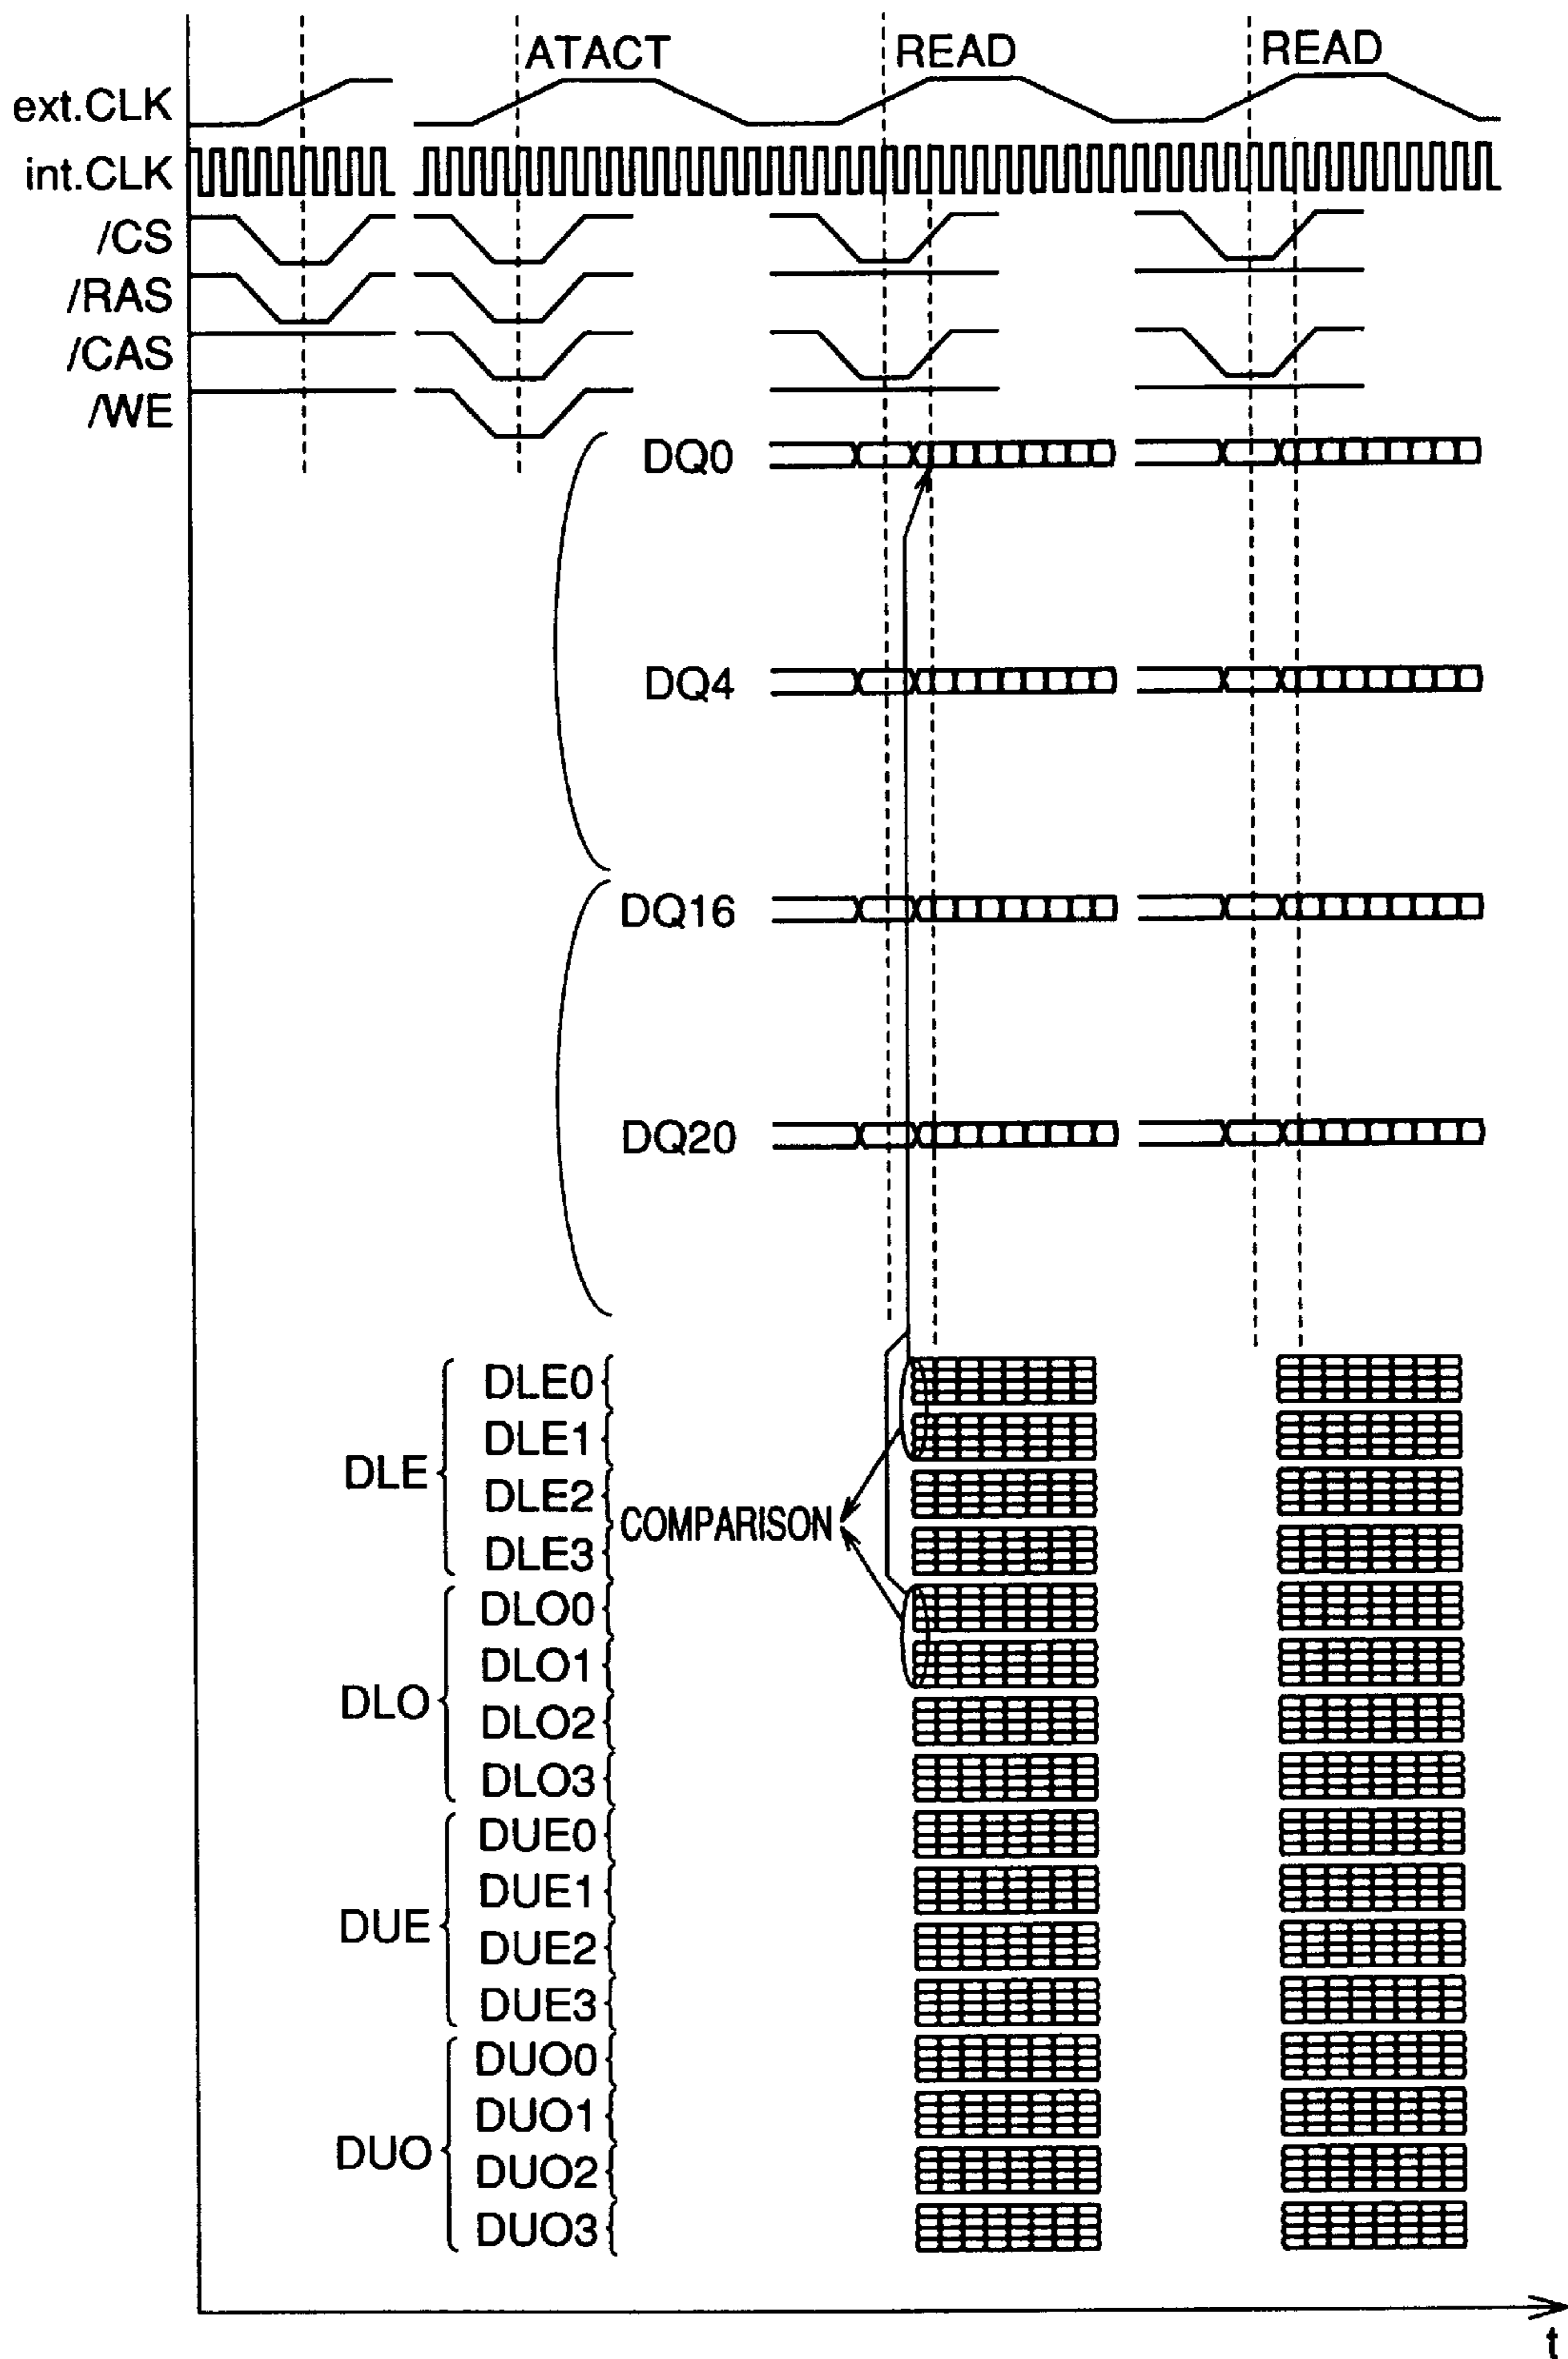 ATACT READ READ
ext.CLK
int.CLK
/CS
/RAS
/CAS
/WE
DQ0
DQ4
DQ16
DQ20
DLE0
DLE1
DLE
DLE2
COMPARISON
DLE3
DLO0
DLO1
DLO
DLO2
DLO3
DUE0
DUE1
DUE
DUE2
DUE3
DUO0
DUO1
DUO
DUO2
DUO3
t